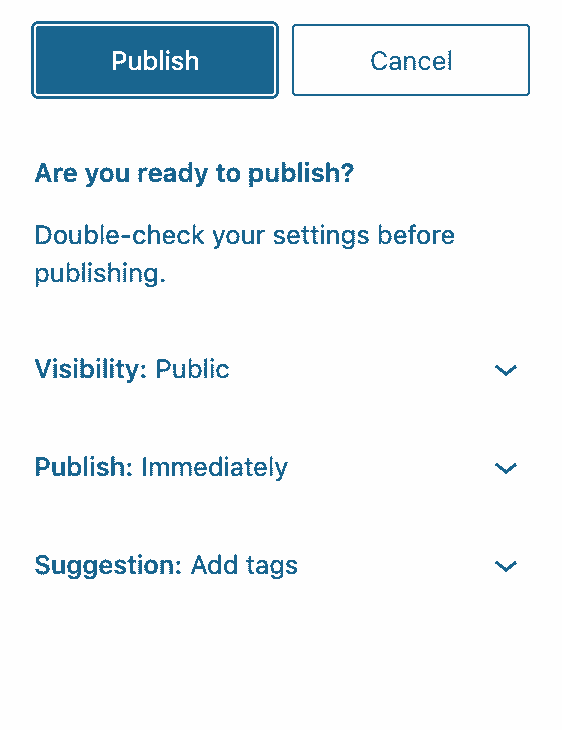 Publish
Cancel
Are you ready to publish?
Double-check your settings before
publishing.
Visibility: Public
Publish: Immediately
Suggestion: Add tags